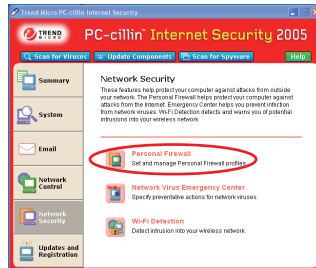 Trend Micro PC-cillin Internet Security
TREND MICRO
PC-cillin Internet Security 2005
Scan for Viruses
Update Components
Scan for Spyware
Help
Summary
System
Email
Network Control
Network Security
Updates and Registration
Network Security
These features help protect your computer against attacks from outside
your network. The Personal Firewall helps protect your computer against
attacks from the Internet. Emergency Center helps you prevent infection
from network viruses. Wi-Fi Detection detects and warns you of potential
intrusions into your wireless network.
Personal Firewall
Set and manage Personal Firewall profiles.
Network Virus Emergency Center
Specify preventative actions for network viruses.
Wi-Fi Detection
Detect intrusion into your wireless network.